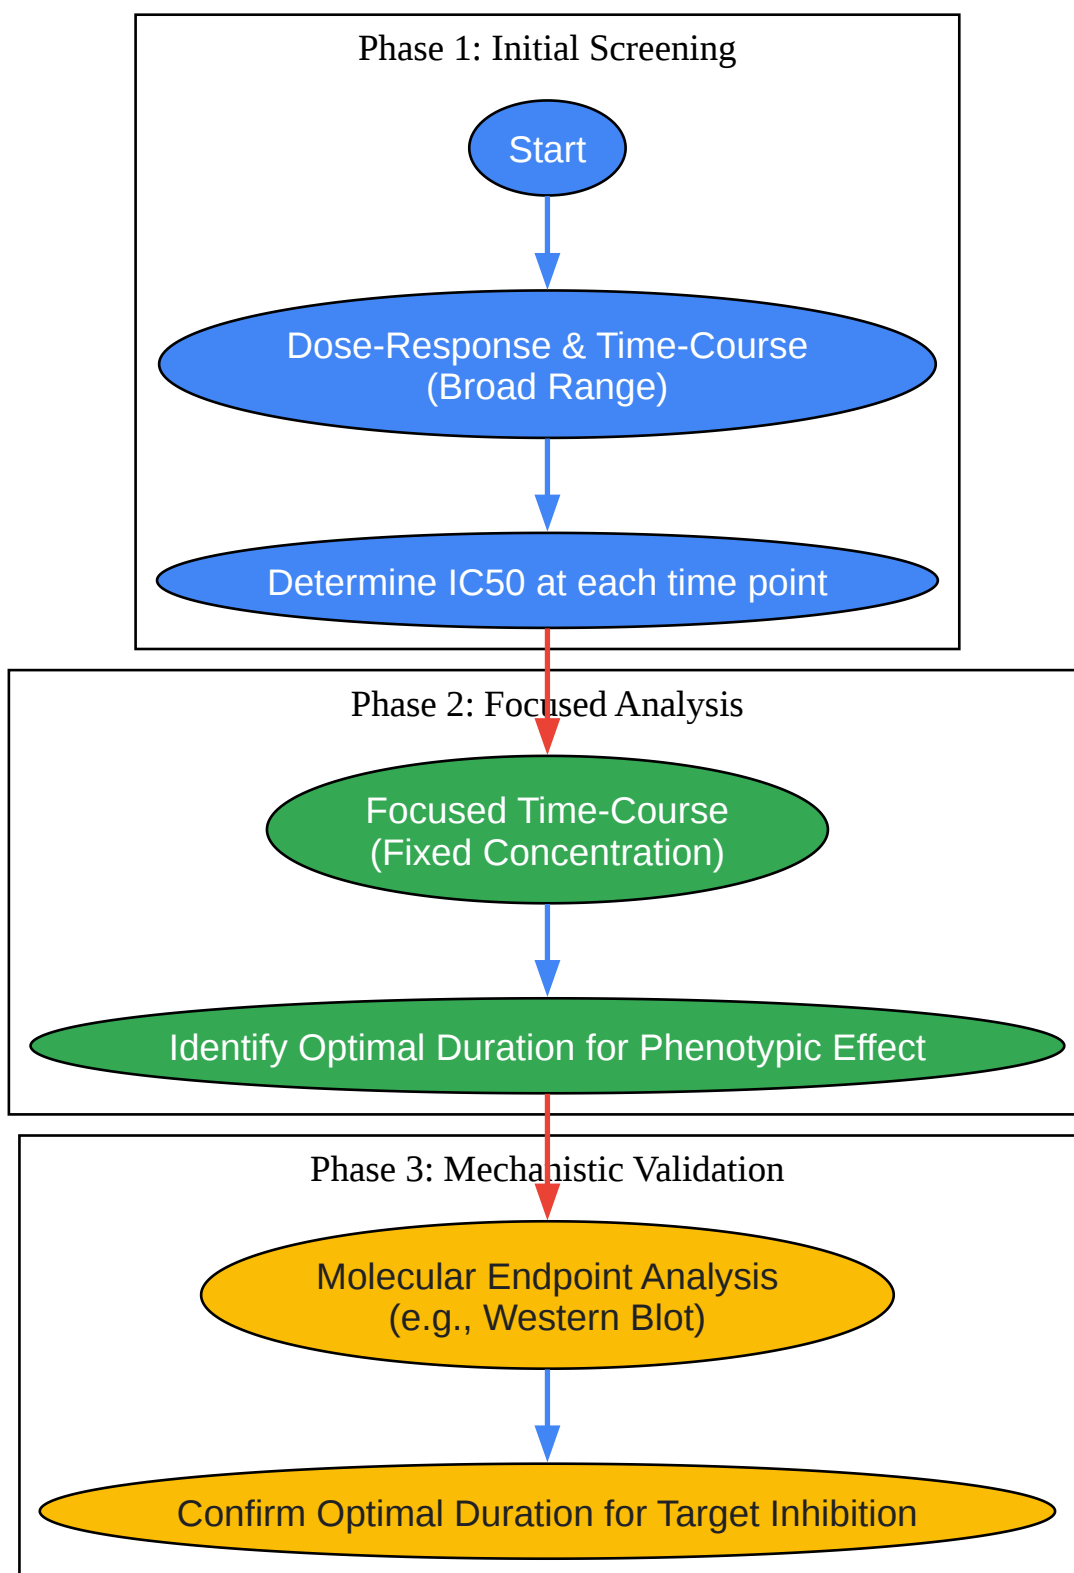 Phase 1: Initial Screening
Start
Dose-Response & Time-Course
(Broad Range)
Determine IC50 at each time point
Phase 2: Focused Analysis
Focused Time-Course
(Fixed Concentration)
Identify Optimal Duration for Phenotypic Effect
Phase 3: Mechanistic Validation
Molecular Endpoint Analysis
(e.g., Western Blot)
Confirm Optimal Duration for Target Inhibition